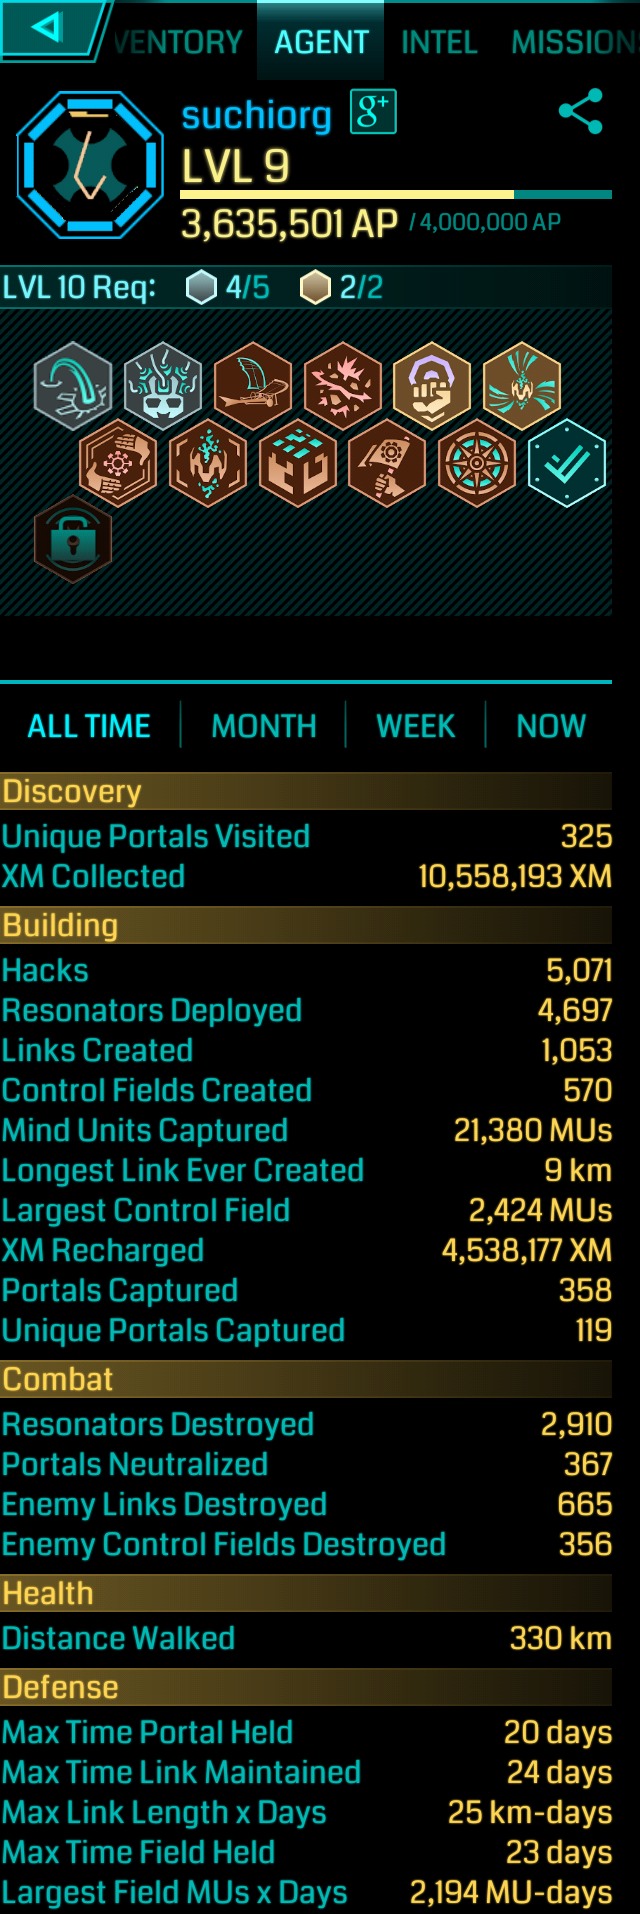 VENTORY AGENT INTEL MISSIONS
suchiorg g+
LVL 9
3,635,501 AP / 4,000,000 AP
LVL 10 Req: 4/5 2/2
ALL TIME MONTH WEEK NOW
Discovery
Unique Portals Visited 325
XM Collected 10,558,193 XM
Building
Hacks 5,071
Resonators Deployed 4,697
Links Created 1,053
Control Fields Created 570
Mind Units Captured 21,380 MUs
Longest Link Ever Created 9 km
Largest Control Field 2,424 MUs
XM Recharged 4,538,177 XM
Portals Captured 358
Unique Portals Captured 119
Combat
Resonators Destroyed 2,910
Portals Neutralized 367
Enemy Links Destroyed 665
Enemy Control Fields Destroyed 356
Health
Distance Walked 330 km
Defense
Max Time Portal Held 20 days
Max Time Link Maintained 24 days
Max Link Length x Days 25 km-days
Max Time Field Held 23 days
Largest Field MUs x Days 2,194 MU-days